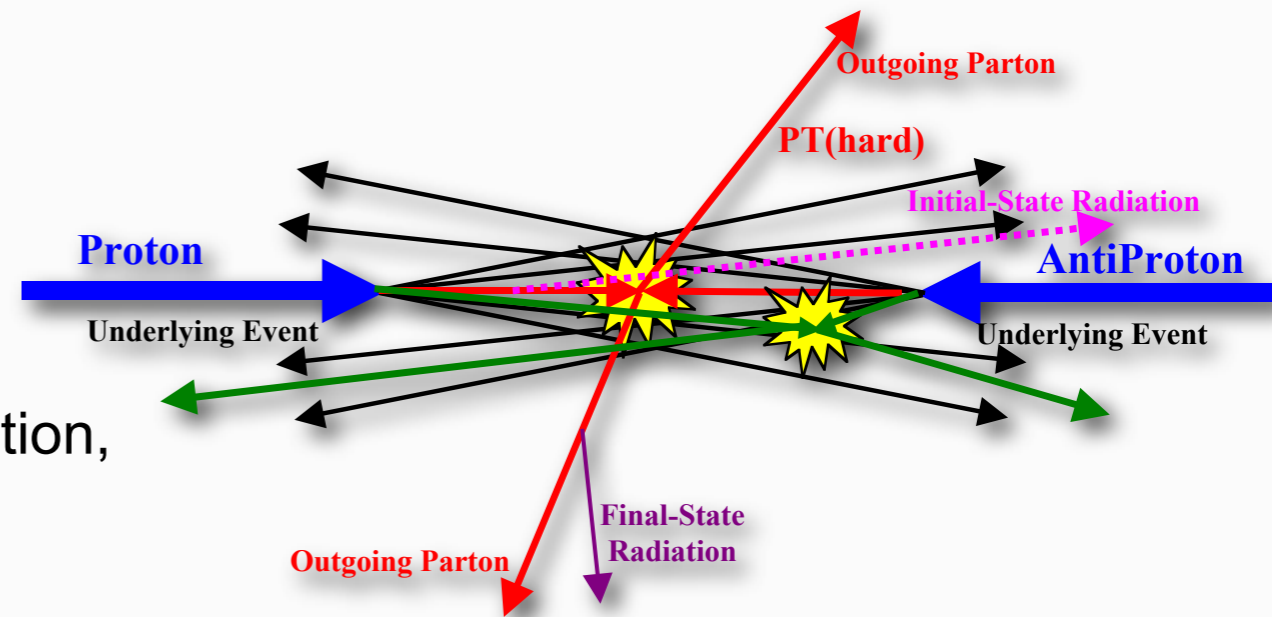 Outgoing Parton
PT(hard)
Initial-State Radiation
Proton
AntiProton
Underlying Event
Underlying Event
tion,
Final-State
Radiation
Outgoing Parton